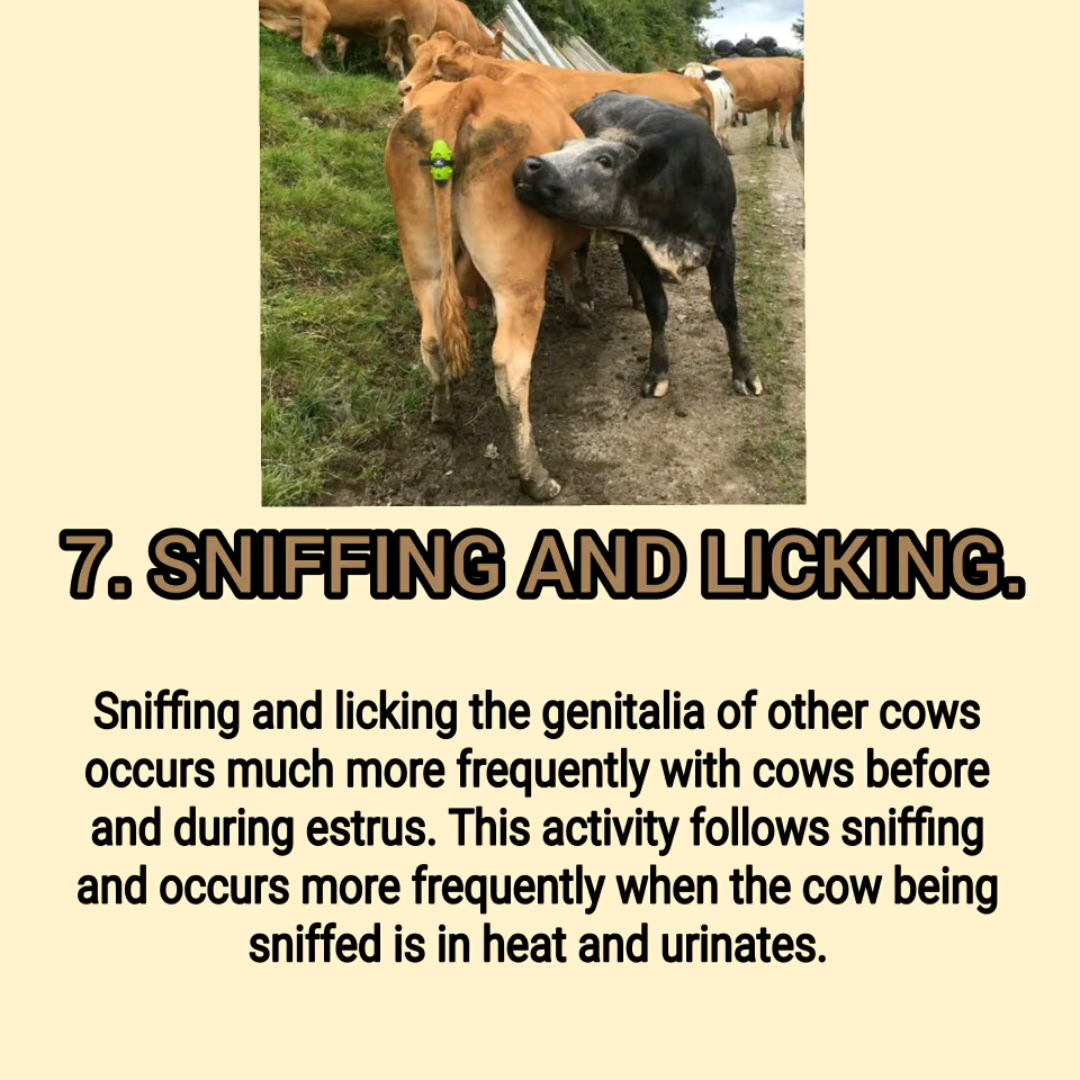 7. SNIFFING AND LICKING.
Sniffing and licking the genitalia of other cows
occurs much more frequently with cows before
and during estrus. This activity follows sniffing
and occurs more frequently when the cow being
sniffed is in heat and urinates.